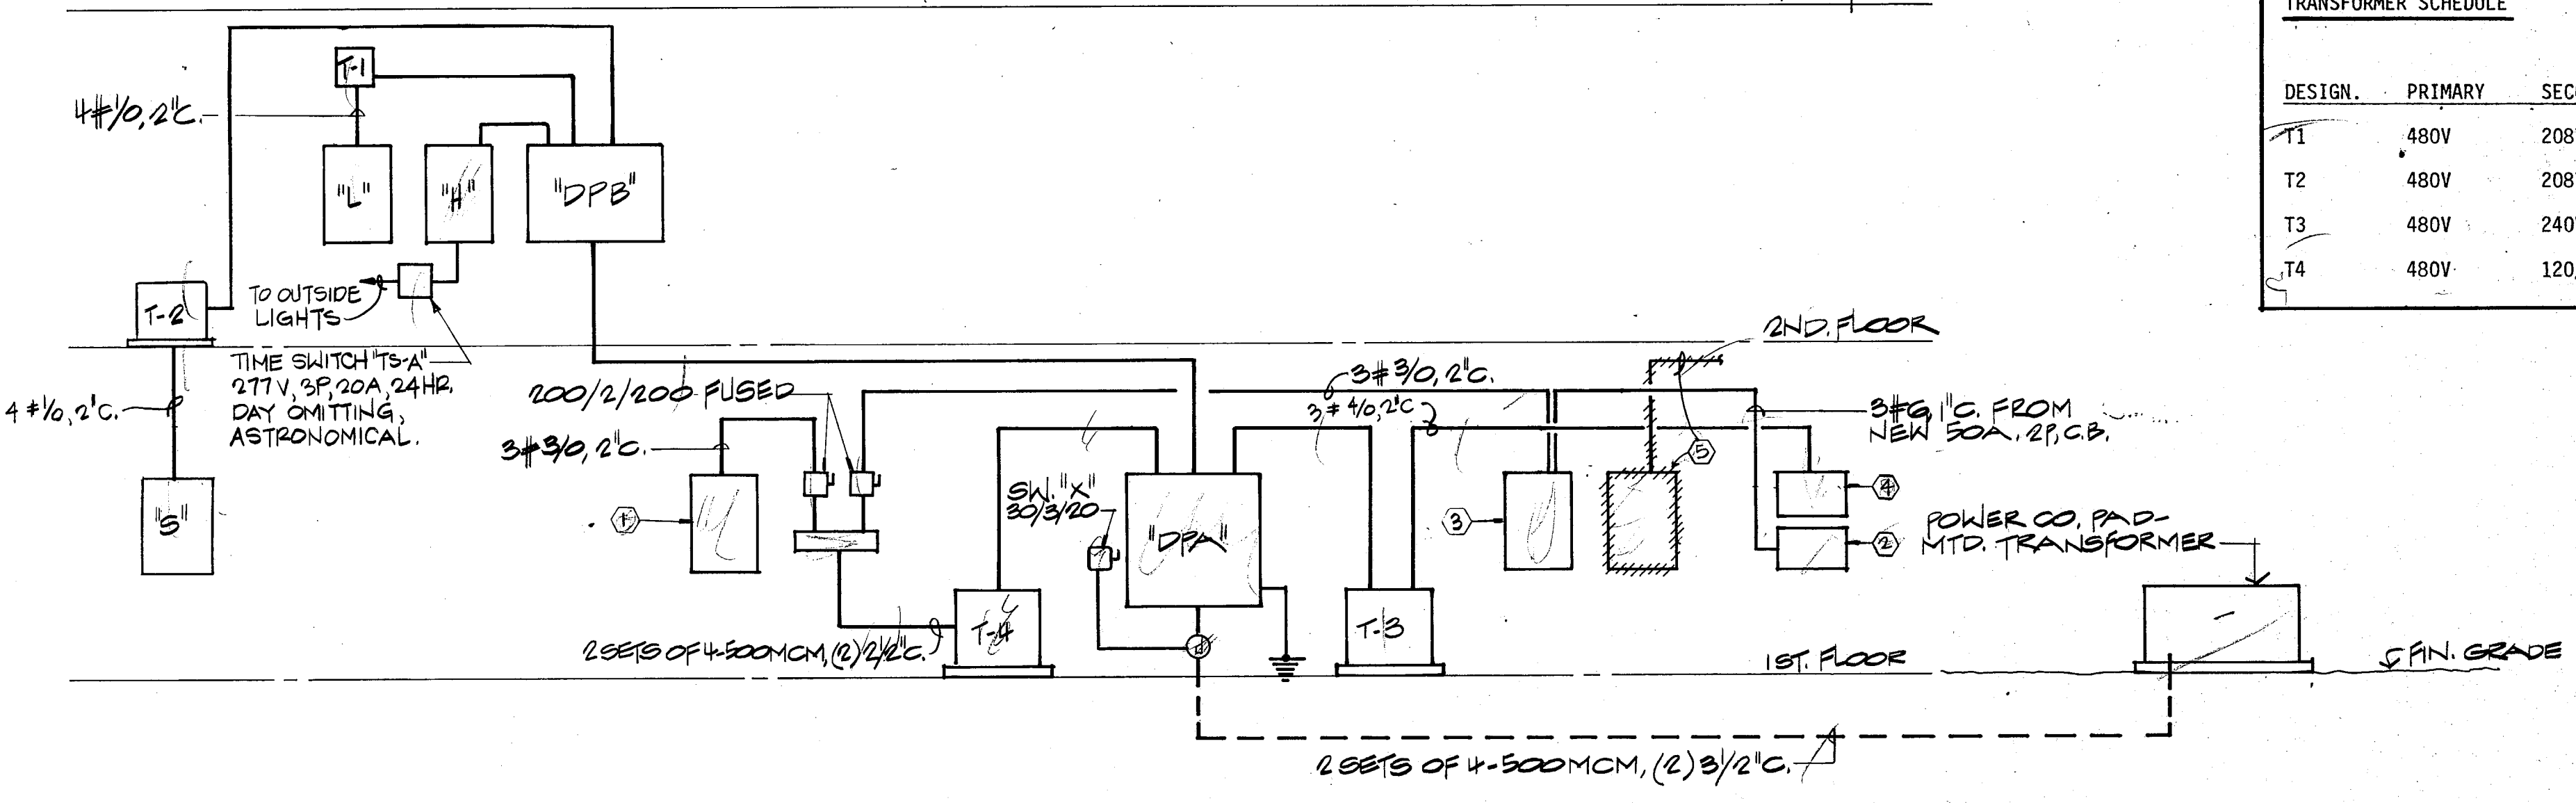 TRANSFORMER SCHEDULE
DESIGN. PRIMARY
T1 480V 208
T2 480V 208
T3 480V 240
T4 480V 120,
T-1
4#1/0, 2"C.
"L"
"H"
"DPB"
T-2
TO OUTSIDE
LIGHTS
TIME SWITCH "TS-A"
277V, 3P, 20A, 24HR.
DAY OMITTING,
ASTRONOMICAL.
4 #1/0, 2"C.
"S"
2ND. FLOOR
200/2/200 FUSED
3#3/0, 2"C.
3#3/0, 2"C.
3#4/0, 2"C
3#6, 1"C. FROM
NEW 50A. 2P, C.B.
1
SW. "X"
30/3/20
"DPA"
3
5
4
2
POWER CO. PAD-
MTD. TRANSFORMER
T-4
T-3
2 SETS OF 4-500MCM, (2) 2 1/2"C.
1ST. FLOOR
FIN. GRADE
2 SETS OF 4-500MCM, (2) 3 1/2"C.